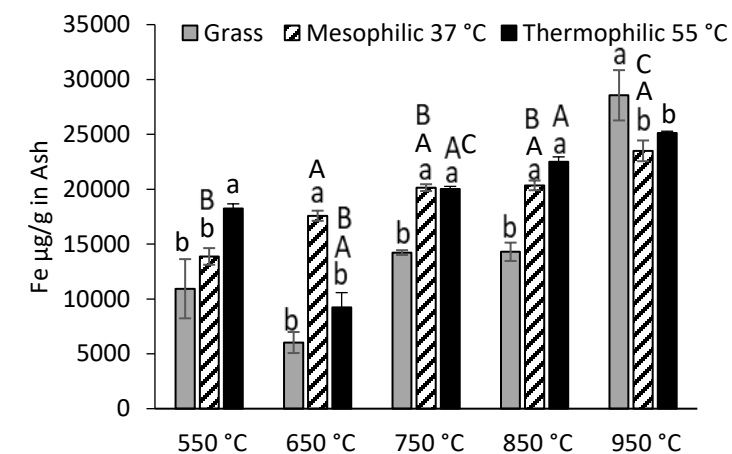 35000
Grass Mesophilic 37 °C Thermophilic 55 °C
30000
25000
20000
15000
10000
5000
0
Fe µg/g in Ash
b
B
b
a
b
A
a
B
A
b
b
B
A
a
AC
a
b
B
A
a
A
a
a
C
A
b
b
550 °C 650 °C 750 °C 850 °C 950 °C